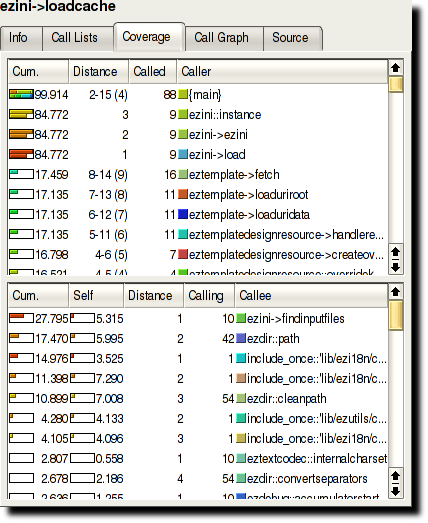 ezini->loadcache
Info Call Lists Coverage Call Graph Source
Cum. Distance Called Caller
99.914 2-15 (4) 88 {main}
84.772 3 9 ezini::instance
84.772 2 9 ezini->ezini
84.772 1 9 ezini->load
17.459 8-14 (9) 16 eztemplate->fetch
17.135 7-13 (8) 11 eztemplate->loaduriroot
17.135 6-12 (7) 11 eztemplate->loaduridata
17.135 5-11 (6) 11 eztemplatedesignresource->handlere...
16.798 4-6 (5) 7 eztemplatedesignresource->createov...
16.521 4-5 (4) 4 eztemplatedesignresource::overridek...
Cum. Self Distance Calling Callee
27.795 5.315 1 10 ezini->findinputfiles
17.470 5.995 2 42 ezdir::path
14.976 3.525 1 1 include_once::'lib/ezi18n/c...
11.398 7.290 2 1 include_once::'lib/ezi18n/c...
10.899 7.008 3 54 ezdir::cleanpath
4.280 4.133 2 1 include_once::'lib/ezutils/c...
4.105 4.096 3 1 include_once::'lib/ezi18n/c...
2.807 0.558 1 10 eztextcodec::internalcharset
2.678 2.186 4 54 ezdir::convertseparators
2.626 1.255 1 10 ezdebug::accumulatorstart